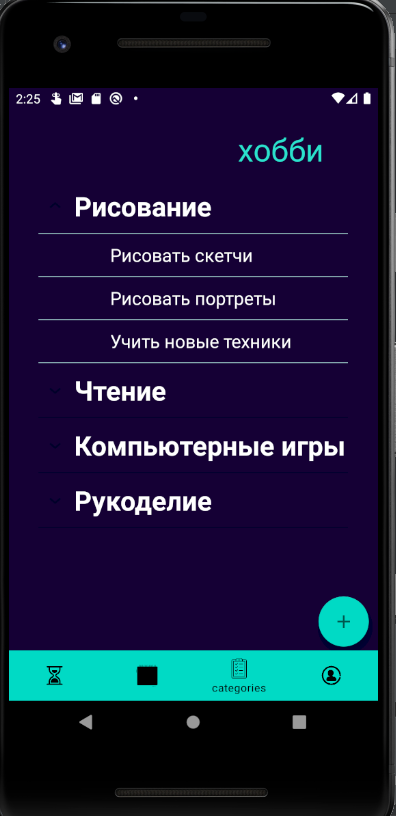 2:25
хобби
Рисование
Рисовать скетчи
Рисовать портреты
Учить новые техники
Чтение
Компьютерные игры
Рукоделие
+
categories